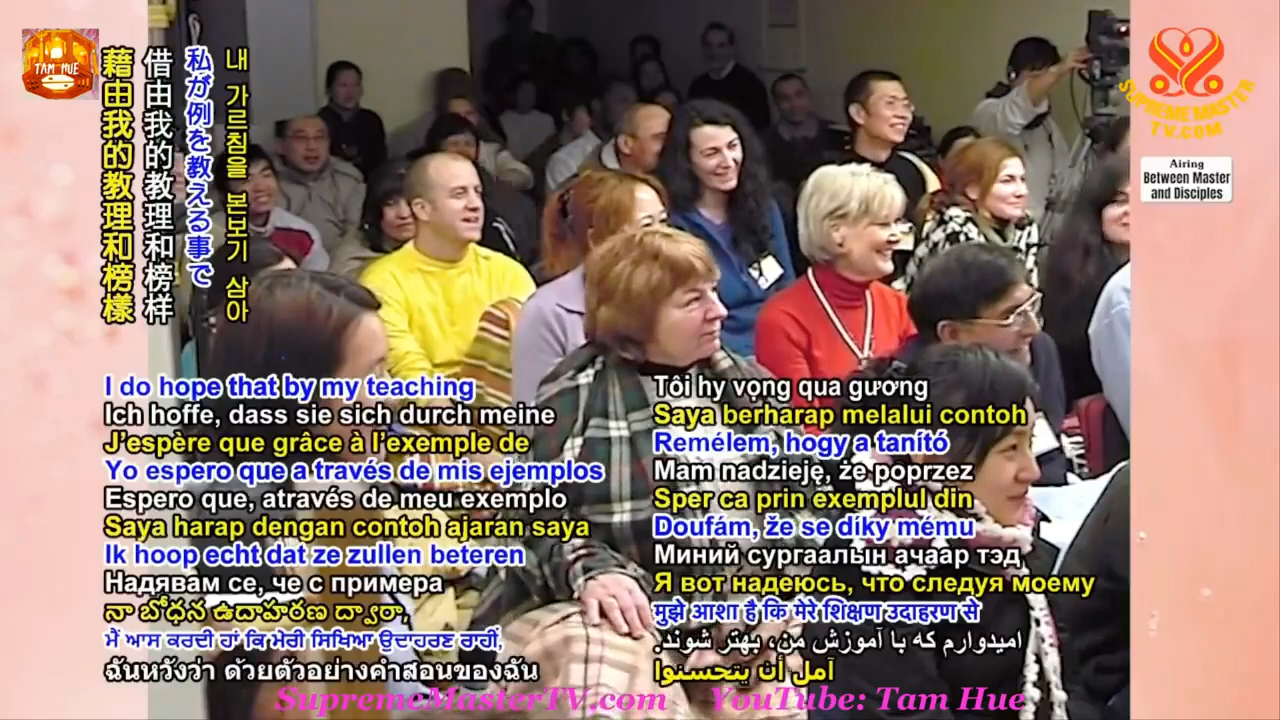 TAM HUE
藉由我的教理和榜樣
借由我的教理和榜样
私が例を教える事で
내 가르침을 본보기 삼아
SUPREMEMASTER
TV.COM
Airing
Between Master
and Disciples
I do hope that by my teaching
Ich hoffe, dass sie sich durch meine
J'espère que grâce à l'exemple de
Yo espero que a través de mis ejemplos
Espero que, através de meu exemplo
Saya harap dengan contoh ajaran saya
Ik hoop echt dat ze zullen beteren
Надявам се, че с примера
నా బోధన ఉదాహరణ ద్వారా,
ਮੈਂ ਆਸ ਕਰਦੀ ਹਾਂ ਕਿ ਮੇਰੀ ਸਿਖਿਆ ਉਦਾਹਰਣ ਰਾਹੀਂ,
ฉันหวังว่า ด้วยตัวอย่างคำสอนของฉัน
Tôi hy vọng qua gương
Saya berharap melalui contoh
Remélem, hogy a tanító
Mam nadzieję, że poprzez
Sper ca prin exemplul din
Doufám, že se díky mému
Миний сургаалын ачаар тэд
Я вот надеюсь, что следуя моему
मुझे आशा है कि मेरे शिक्षण उदाहरण से
امیدوارم که با آموزش من، بهتر شوند.
آمل أن يتحسنوا
SupremeMasterTV.com YouTube: Tam Hue